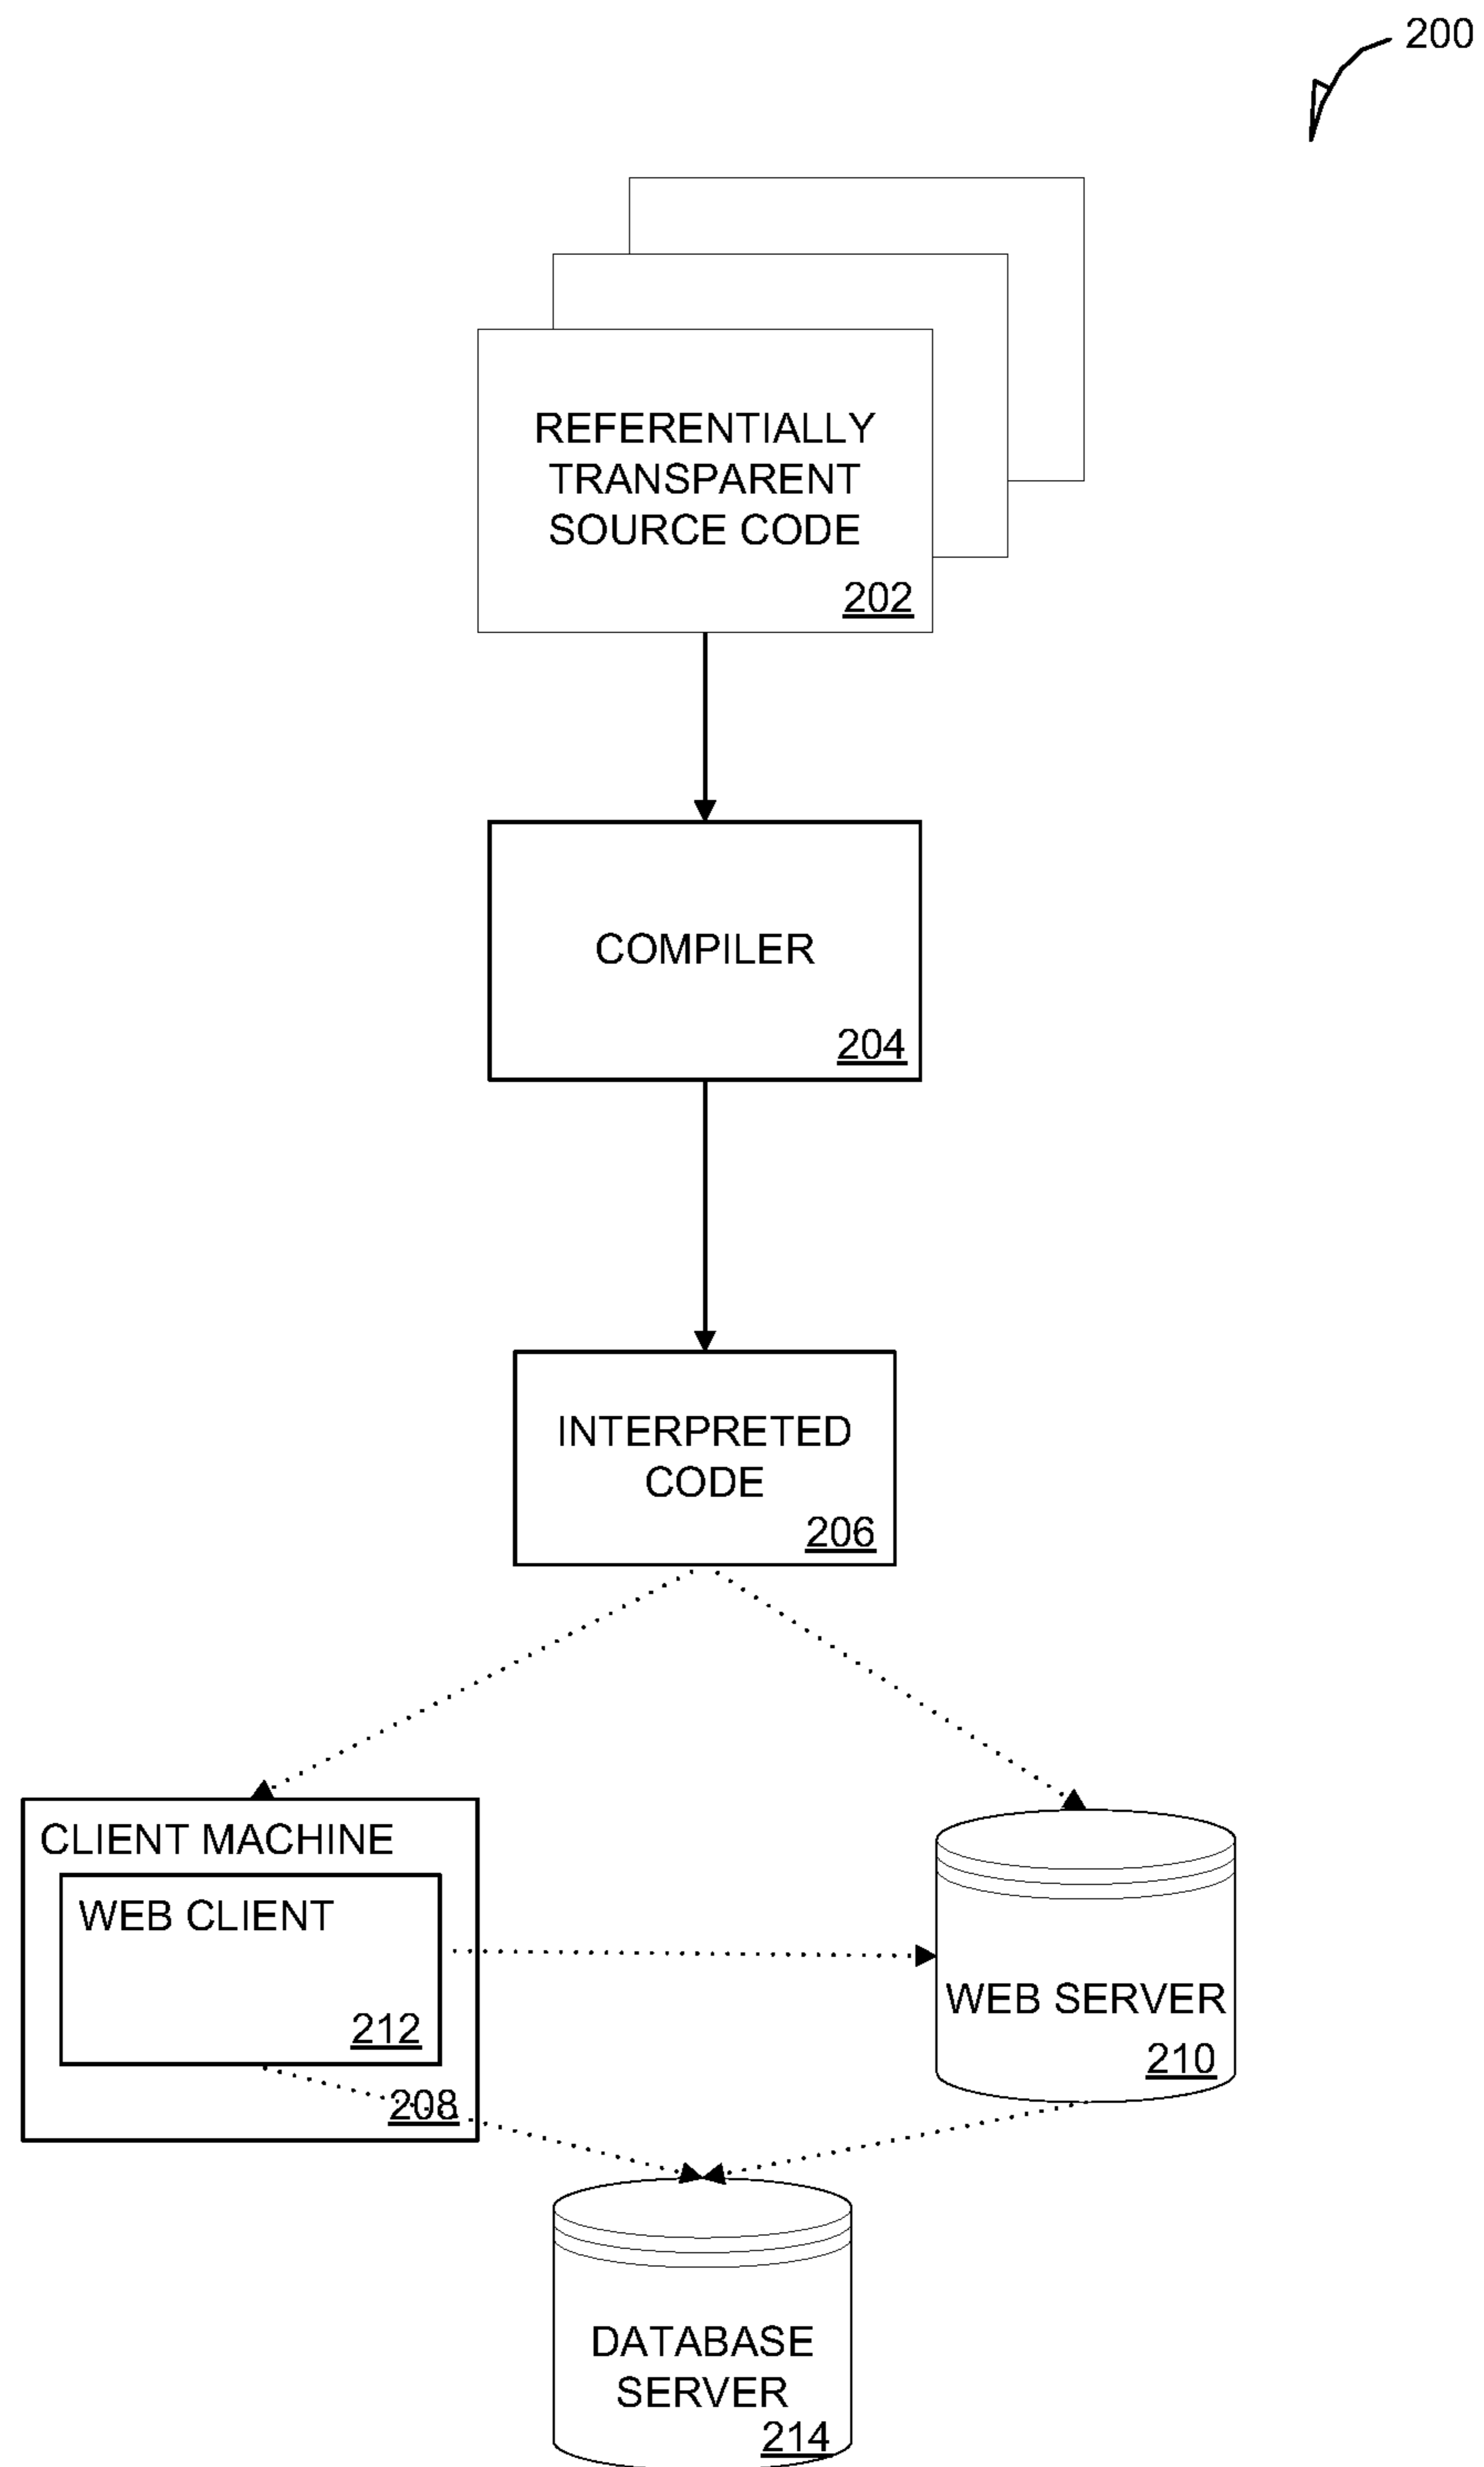 200
REFERENTIALLY
TRANSPARENT
SOURCE CODE
202
COMPILER
204
INTERPRETED
CODE
206
CLIENT MACHINE
WEB CLIENT
212
208
WEB SERVER
210
DATABASE
SERVER
214